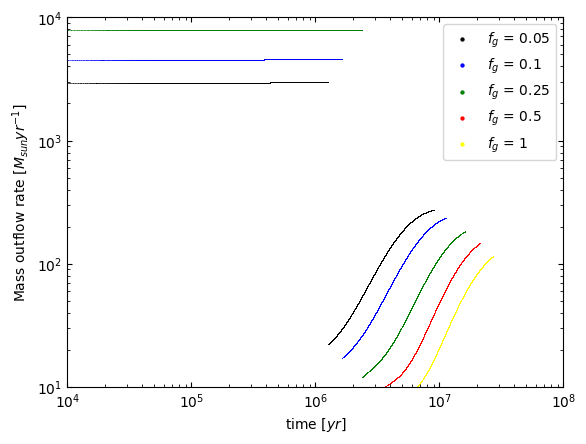 10^4
f_g = 0.05
f_g = 0.1
f_g = 0.25
f_g = 0.5
f_g = 1
10^3
10^2
10^1
Mass outflow rate [M_{sun}yr^{-1}]
10^4 10^5 10^6 10^7 10^8
time [yr]